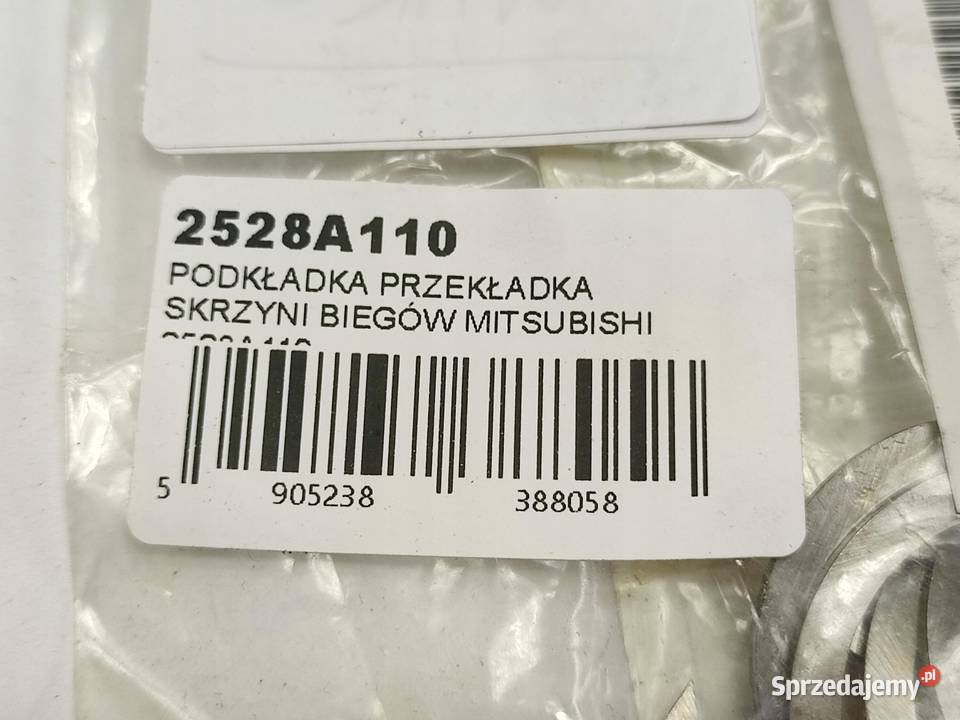 2528A110
PODKŁADKA PRZEKŁADKA
SKRZYNI BIEGÓW MITSUBISHI
5 905238 388058
Sprzedajemy.pl